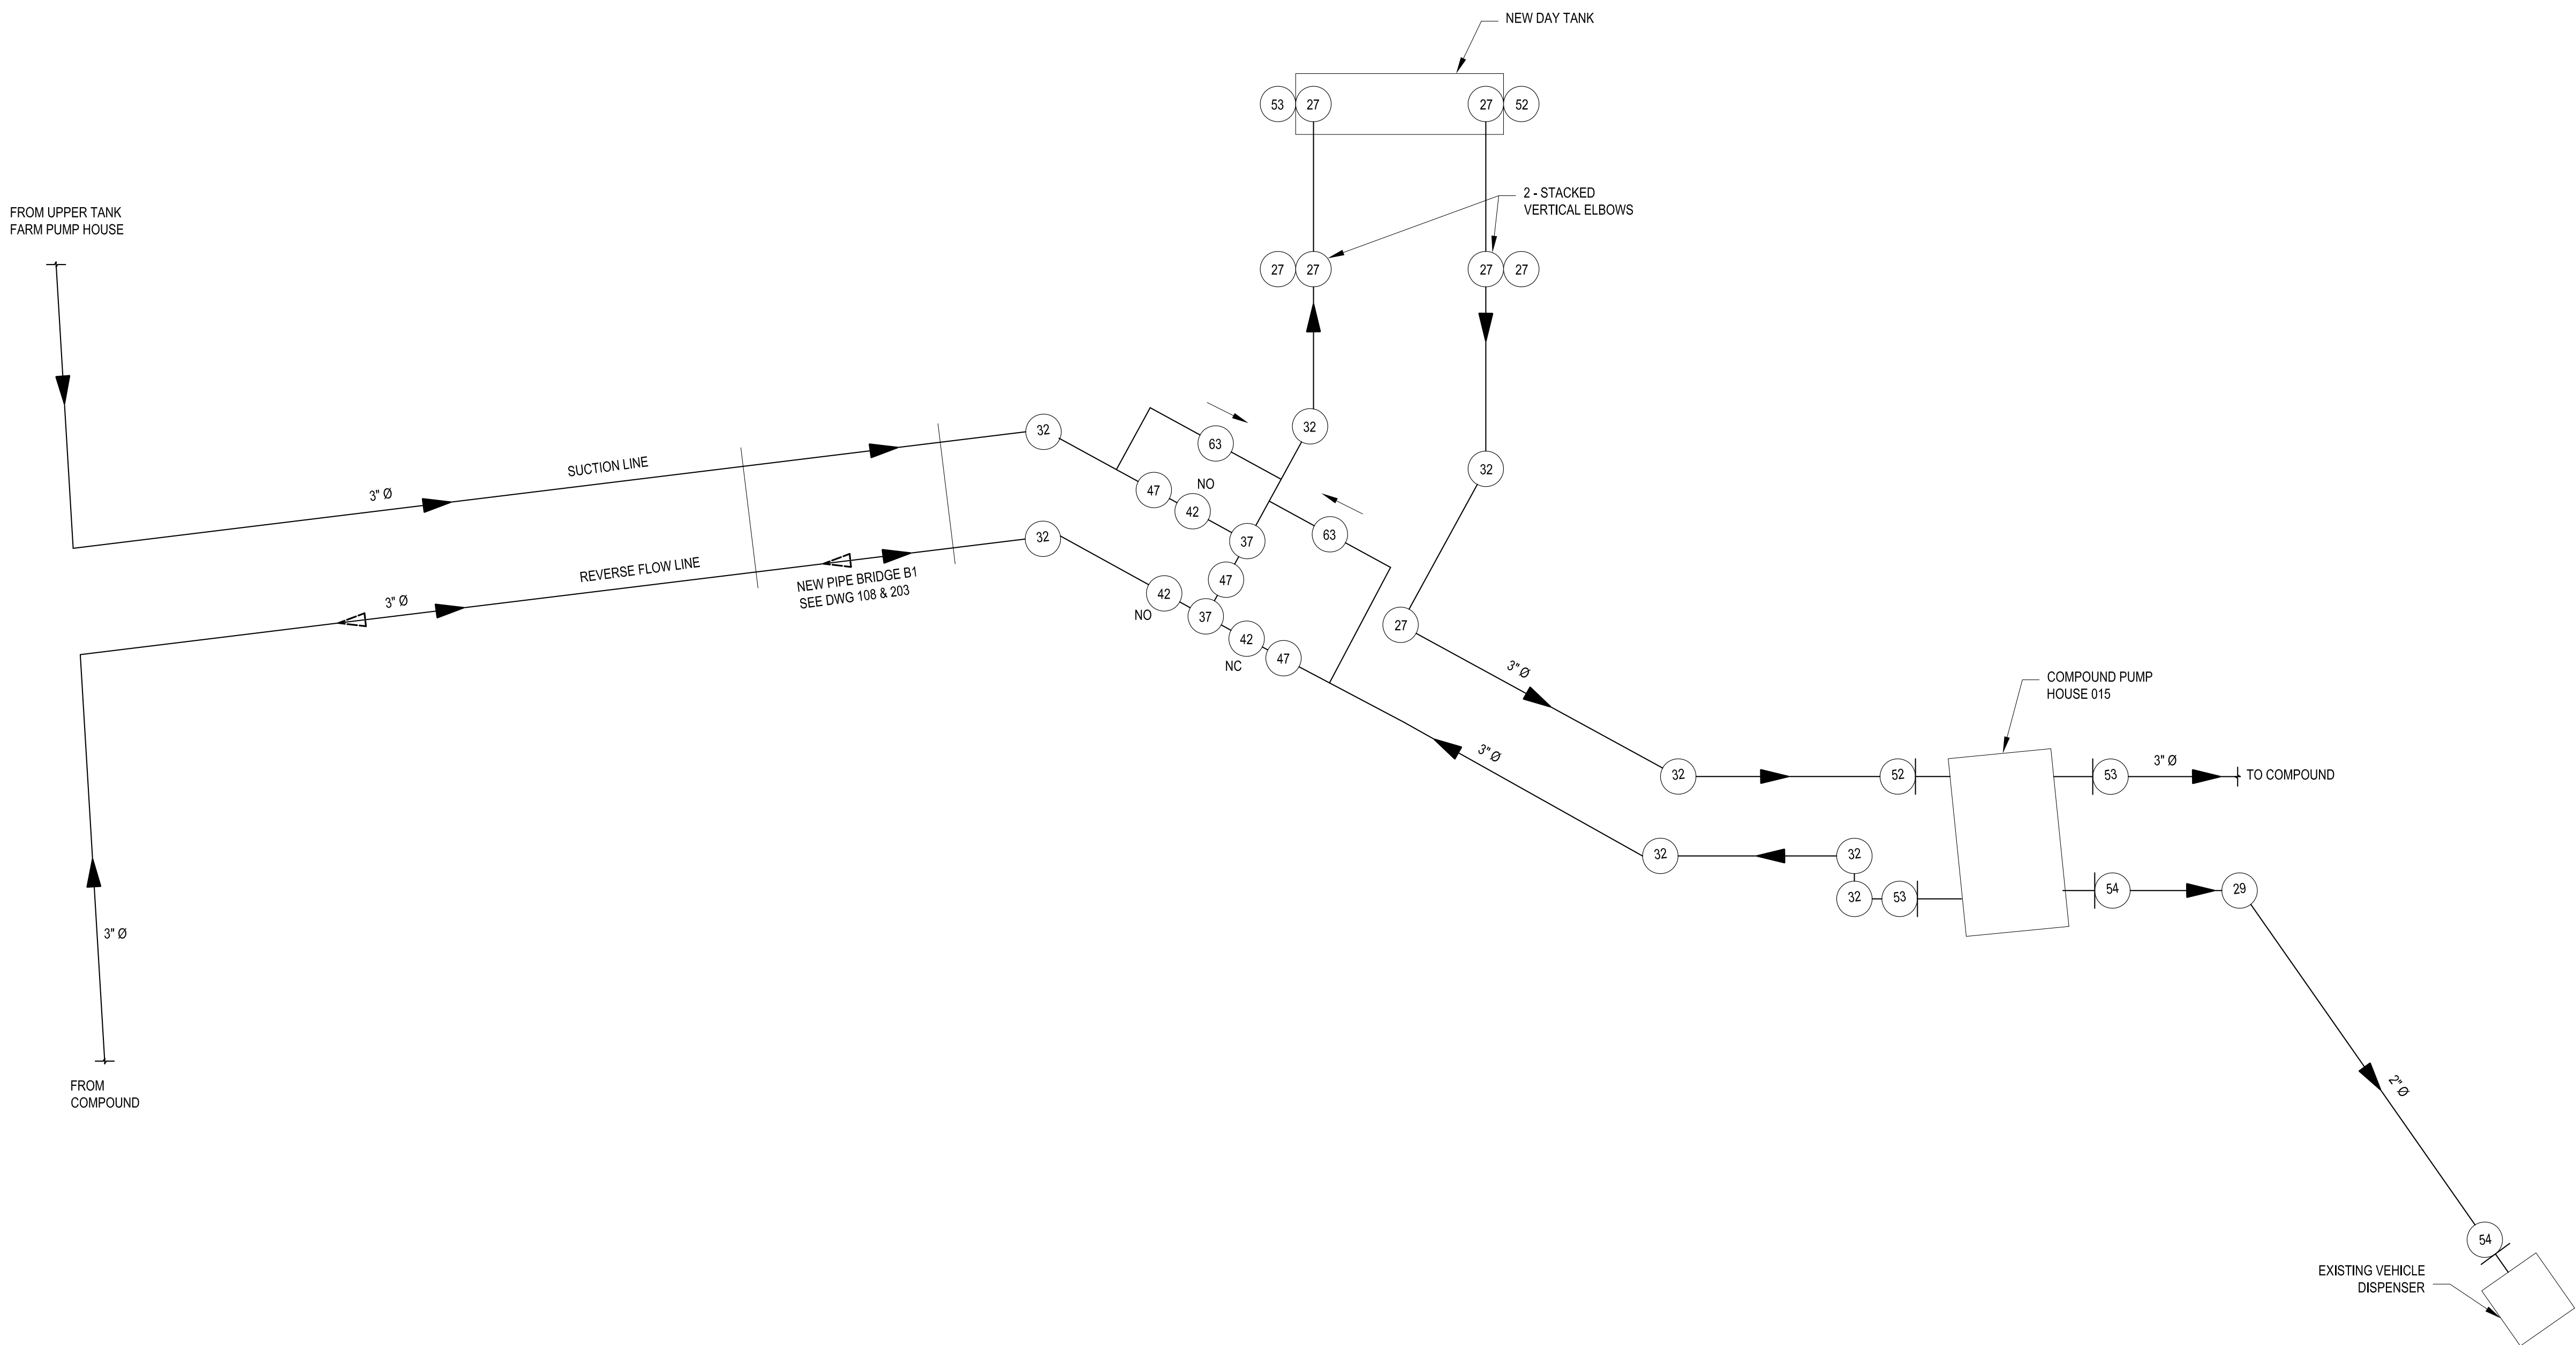 NEW DAY TANK
53
27
27
52
2 - STACKED
VERTICAL ELBOWS
FROM UPPER TANK
FARM PUMP HOUSE
27
27
27
27
32
32
63
32
SUCTION LINE
3" Ø
47
NO
42
37
63
32
REVERSE FLOW LINE
3" Ø
NEW PIPE BRIDGE B1
SEE DWG 108 & 203
47
42
NO
37
42
NC
47
27
3" Ø
3" Ø
COMPOUND PUMP
HOUSE 015
32
52
53
3" Ø
TO COMPOUND
32
32
32
53
54
29
3" Ø
FROM
COMPOUND
2" Ø
54
EXISTING VEHICLE
DISPENSER